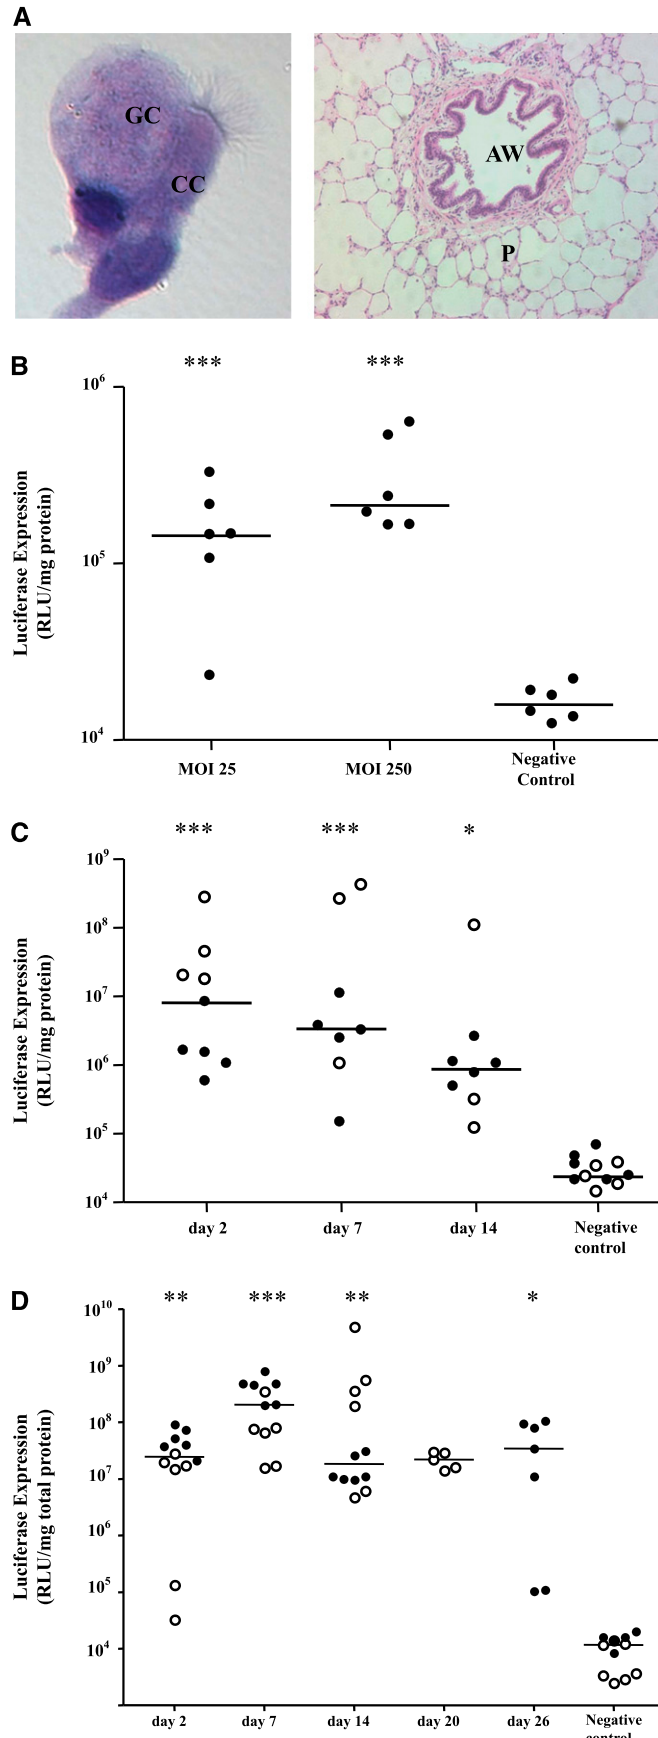 A
GC
CC
AW
P
B
***
***
10⁶
10⁵
10⁴
Luciferase Expression
(RLU/mg protein)
MOI 25
MOI 250
Negative
Control
C
***
***
*
10⁹
10⁸
10⁷
10⁶
10⁵
10⁴
Luciferase Expression
(RLU/mg protein)
day 2
day 7
day 14
Negative
control
D
**
***
**
*
10¹⁰
10⁹
10⁸
10⁷
10⁶
10⁵
10⁴
Luciferase Expression
(RLU/mg total protein)
day 2
day 7
day 14
day 20
day 26
Negative
control